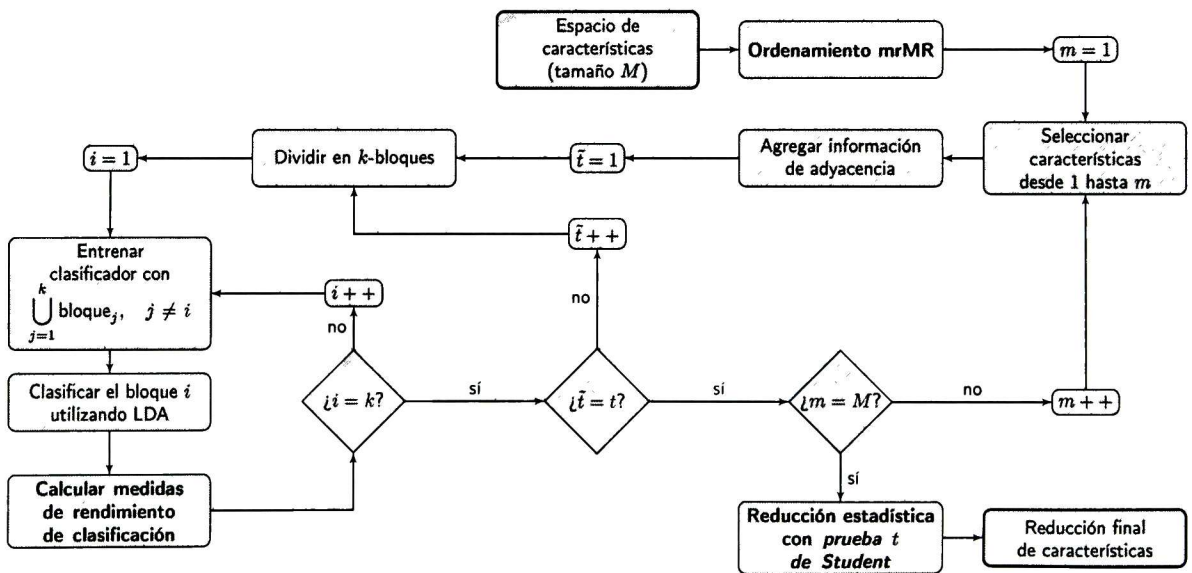 Espacio de
características
(tamaño M)
Ordenamiento mrMR
m = 1
Seleccionar
características
desde 1 hasta m
Agregar información
de adyacencia
t̃ = 1
Dividir en k-bloques
i = 1
Entrenar
clasificador con
⋃_{j=1}^{k} bloque_j, j ≠ i
Clasificar el bloque i
utilizando LDA
Calcular medidas
de rendimiento
de clasificación
¿i = k?
no
i + +
sí
¿t̃ = t?
no
t̃ + +
sí
¿m = M?
no
m + +
sí
Reducción estadística
con prueba t
de Student
Reducción final
de características